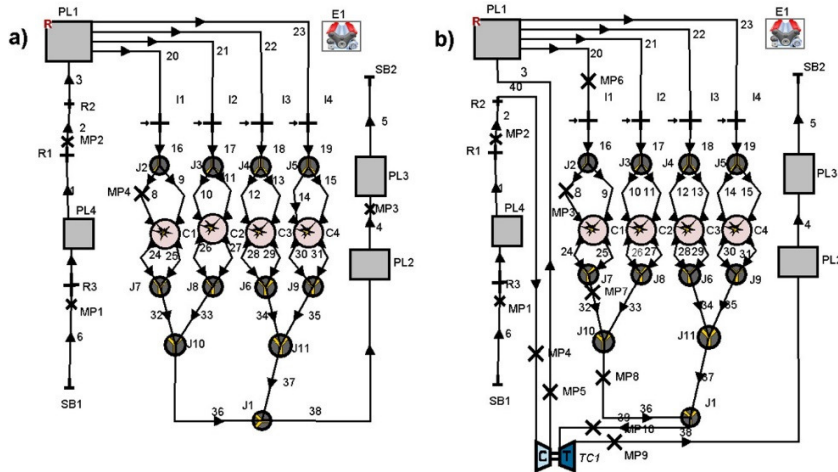 a)
PL1
R
E1
23
22
21
20
SB2
3
R2
2
MP2
R1
I1
I2
I3
I4
5
16
17
18
19
J2
J3
J4
J5
MP4
9
8
10
11
12
13
14
15
PL3
MP3
4
1
PL4
C1
C2
C3
C4
24
25
26
27
28
29
30
31
PL2
R3
MP1
J7
J8
J6
J9
32
33
34
35
6
J10
J11
37
SB1
J1
36
38
b)
PL1
R
E1
23
22
21
20
3
40
MP6
SB2
R2
2
MP2
R1
I1
I2
I3
I4
5
16
17
18
19
J2
J3
J4
J5
8
9
10
11
12
13
14
15
MP3
PL3
1
PL4
C1
C2
C3
C4
4
24
25
26
27
28
29
30
31
J7
J8
J6
J9
MP7
R3
MP1
32
33
34
35
6
J10
J11
MP4
MP5
MP8
37
SB1
J1
36
39
MP10
38
C
T
TC1
MP9